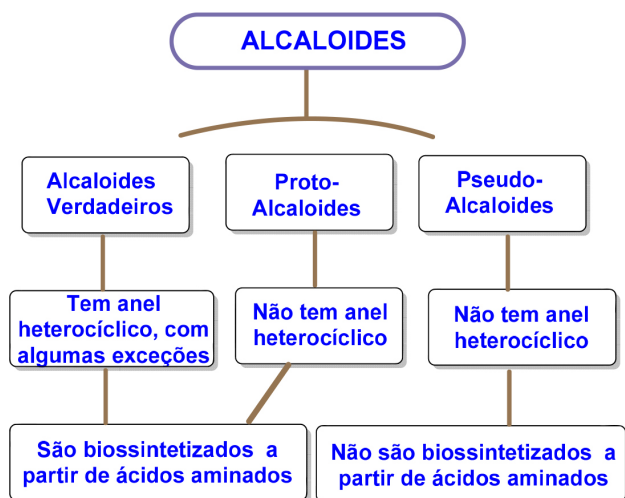 ALCALOIDES
Alcaloides
Verdadeiros
Proto-
Alcaloides
Pseudo-
Alcaloides
Tem anel
heterocíclico, com
algumas exceções
Não tem anel
heterocíclico
Não tem anel
heterocíclico
São biossintetizados a
partir de ácidos aminados
Não são biossintetizados a
partir de ácidos aminados